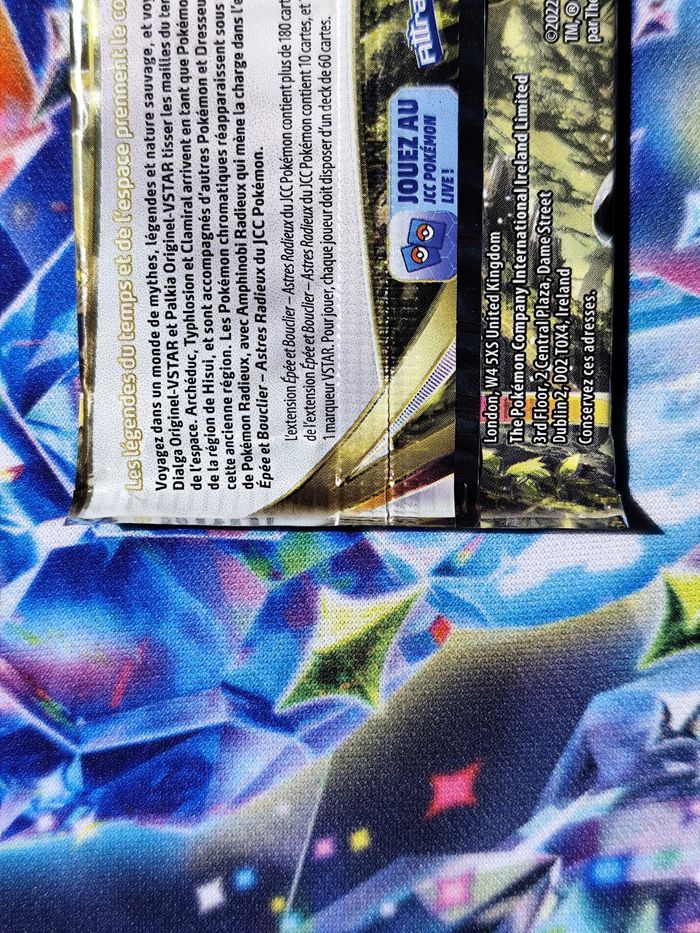 Les légendes du temps et de l'espace prennent le
Voyagez dans un monde de mythes, légendes et nature sauvage, et
Dialga Originel-VSTAR et Palkia Originel-VSTAR tisser les mailles du
de l'espace. Archéduc, Typhlosion et Clamiral arrivent en tant que
de la région de Hisui, et sont accompagnés d'autres Pokémon et
cette ancienne région. Les Pokémon chromatiques réapparaissent sous
de Pokémon Radieux, avec Amphinobi Radieux qui mène la charge dans
Épée et Bouclier – Astres Radieux du JCC Pokémon.
L'extension Épée et Bouclier – Astres Radieux du JCC Pokémon contient plus de 180
de l'extension Épée et Bouclier – Astres Radieux du JCC Pokémon contient 10 cartes, et
1 marqueur VSTAR. Pour jouer, chaque joueur doit disposer d'un deck de 60 cartes.
JOUEZ AU
JCC POKÉMON
LIVE !
London, W4 5XS United Kingdom
The Pokémon Company International Ireland Limited
3rd Floor, 2 Central Plaza, Dame Street
Dublin 2, D02 T0X4, Ireland
Conservez ces adresses.
©2022
TM, ®
par